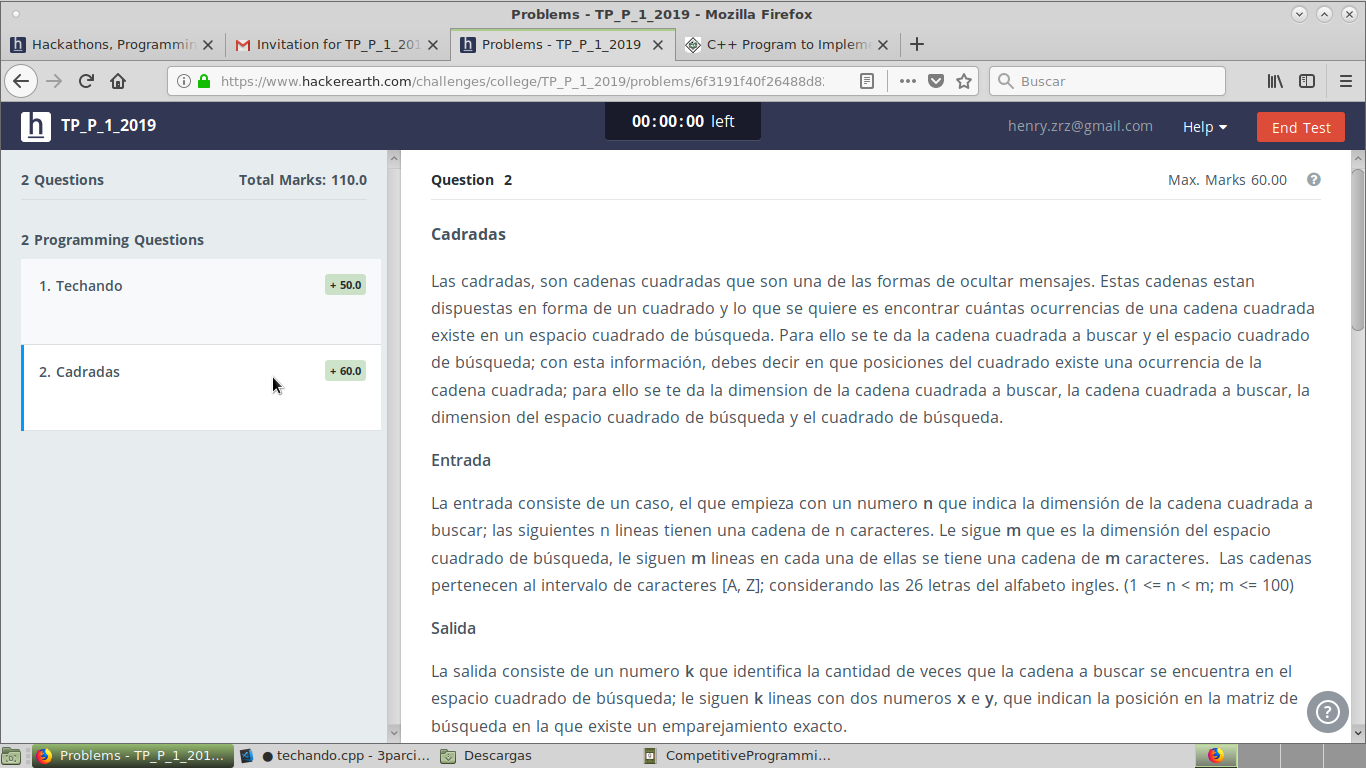 Problems - TP_P_1_2019 - Mozilla Firefox
Hackathons, Programmin
Invitation for TP_P_1_201
Problems - TP_P_1_2019
C++ Program to Implem
https://www.hackerearth.com/challenges/college/TP_P_1_2019/problems/6f3191f40f26488d8
Buscar
h TP_P_1_2019
00:00:00 left
henry.zrz@gmail.com
Help
End Test
2 Questions Total Marks: 110.0
2 Programming Questions
1. Techando + 50.0
2. Cadradas + 60.0
Question 2 Max. Marks 60.00 ?
Cadradas
Las cadradas, son cadenas cuadradas que son una de las formas de ocultar mensajes. Estas cadenas estan
dispuestas en forma de un cuadrado y lo que se quiere es encontrar cuántas ocurrencias de una cadena cuadrada
existe en un espacio cuadrado de búsqueda. Para ello se te da la cadena cuadrada a buscar y el espacio cuadrado
de búsqueda; con esta información, debes decir en que posiciones del cuadrado existe una ocurrencia de la
cadena cuadrada; para ello se te da la dimension de la cadena cuadrada a buscar, la cadena cuadrada a buscar, la
dimension del espacio cuadrado de búsqueda y el cuadrado de búsqueda.
Entrada
La entrada consiste de un caso, el que empieza con un numero n que indica la dimensión de la cadena cuadrada a
buscar; las siguientes n lineas tienen una cadena de n caracteres. Le sigue m que es la dimensión del espacio
cuadrado de búsqueda, le siguen m lineas en cada una de ellas se tiene una cadena de m caracteres. Las cadenas
pertenecen al intervalo de caracteres [A, Z]; considerando las 26 letras del alfabeto ingles. (1 <= n < m; m <= 100)
Salida
La salida consiste de un numero k que identifica la cantidad de veces que la cadena a buscar se encuentra en el
espacio cuadrado de búsqueda; le siguen k lineas con dos numeros x e y, que indican la posición en la matriz de
búsqueda en la que existe un emparejamiento exacto.
?
Problems - TP_P_1_201...
● techando.cpp - 3parci...
Descargas
CompetitiveProgrammi...